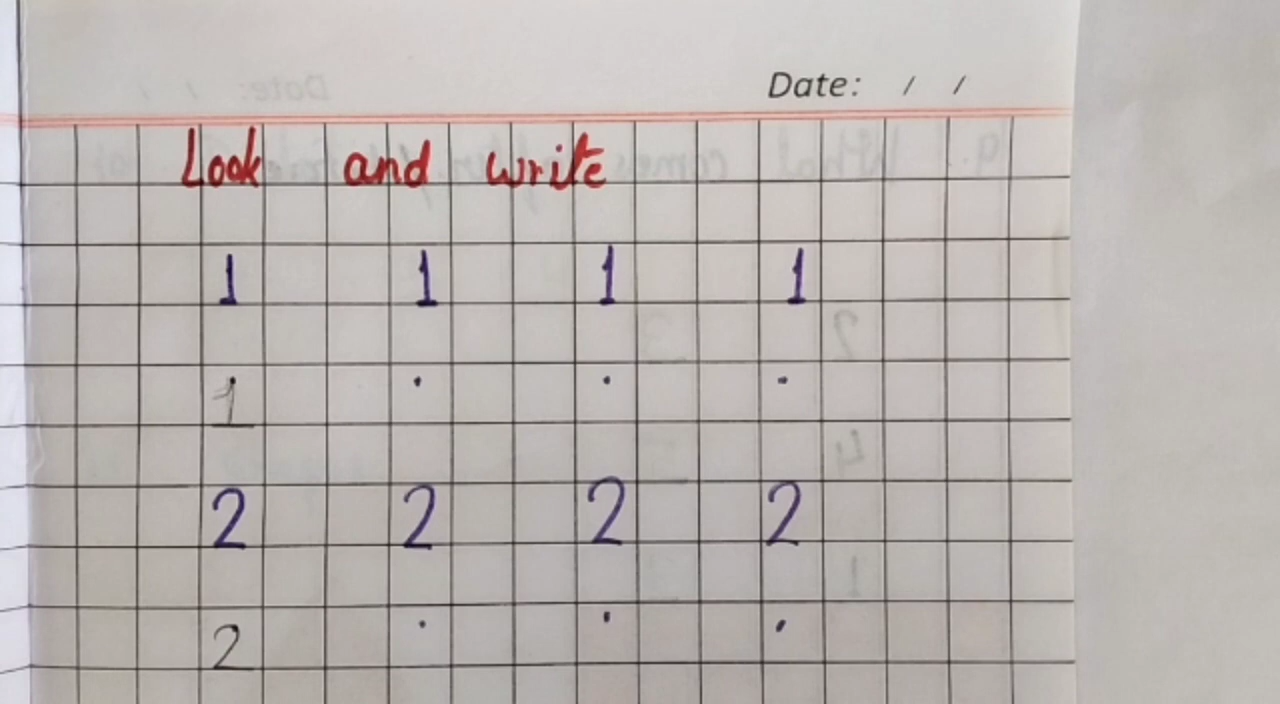 Date: / /
Look and write
1 1 1 1
1 . . .
2 2 2 2
2 . . .